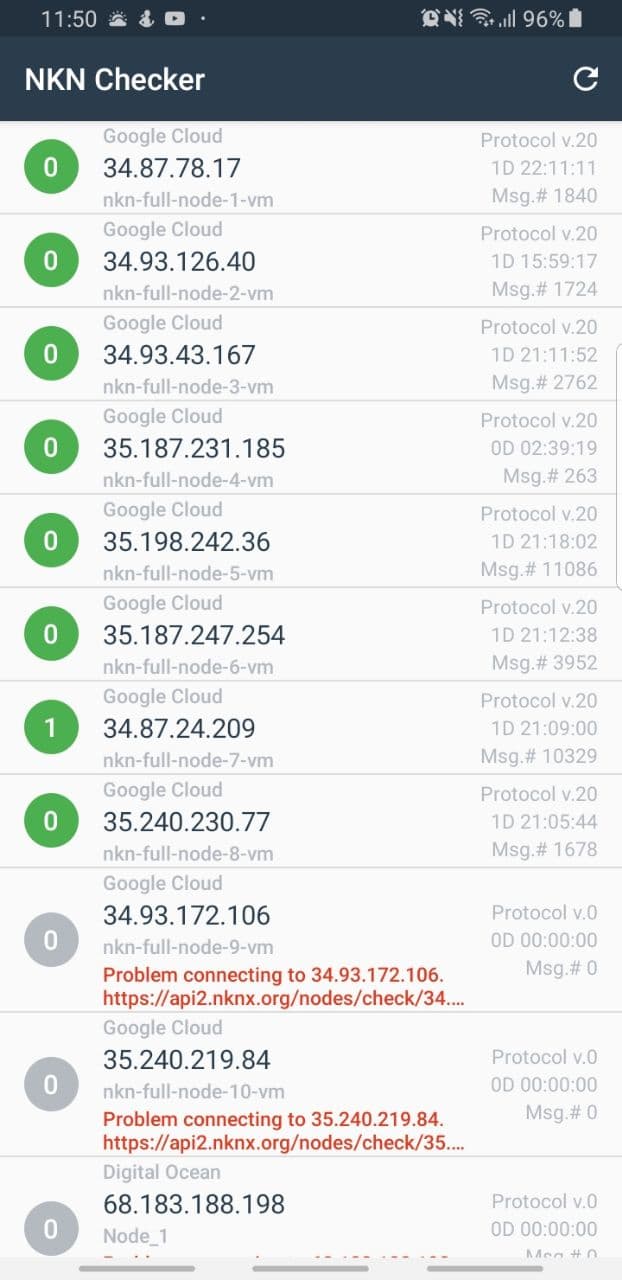 11:50
96%
NKN Checker
Google Cloud
0
34.87.78.17
nkn-full-node-1-vm
Protocol v.20
1D 22:11:11
Msg.# 1840
Google Cloud
0
34.93.126.40
nkn-full-node-2-vm
Protocol v.20
1D 15:59:17
Msg.# 1724
Google Cloud
0
34.93.43.167
nkn-full-node-3-vm
Protocol v.20
1D 21:11:52
Msg.# 2762
Google Cloud
0
35.187.231.185
nkn-full-node-4-vm
Protocol v.20
0D 02:39:19
Msg.# 263
Google Cloud
0
35.198.242.36
nkn-full-node-5-vm
Protocol v.20
1D 21:18:02
Msg.# 11086
Google Cloud
0
35.187.247.254
nkn-full-node-6-vm
Protocol v.20
1D 21:12:38
Msg.# 3952
Google Cloud
1
34.87.24.209
nkn-full-node-7-vm
Protocol v.20
1D 21:09:00
Msg.# 10329
Google Cloud
0
35.240.230.77
nkn-full-node-8-vm
Protocol v.20
1D 21:05:44
Msg.# 1678
Google Cloud
0
34.93.172.106
nkn-full-node-9-vm
Problem connecting to 34.93.172.106.
https://api2.nknx.org/nodes/check/34....
Protocol v.0
0D 00:00:00
Msg.# 0
Google Cloud
0
35.240.219.84
nkn-full-node-10-vm
Problem connecting to 35.240.219.84.
https://api2.nknx.org/nodes/check/35....
Protocol v.0
0D 00:00:00
Msg.# 0
Digital Ocean
0
68.183.188.198
Node_1
Protocol v.0
0D 00:00:00
Msg.# 0